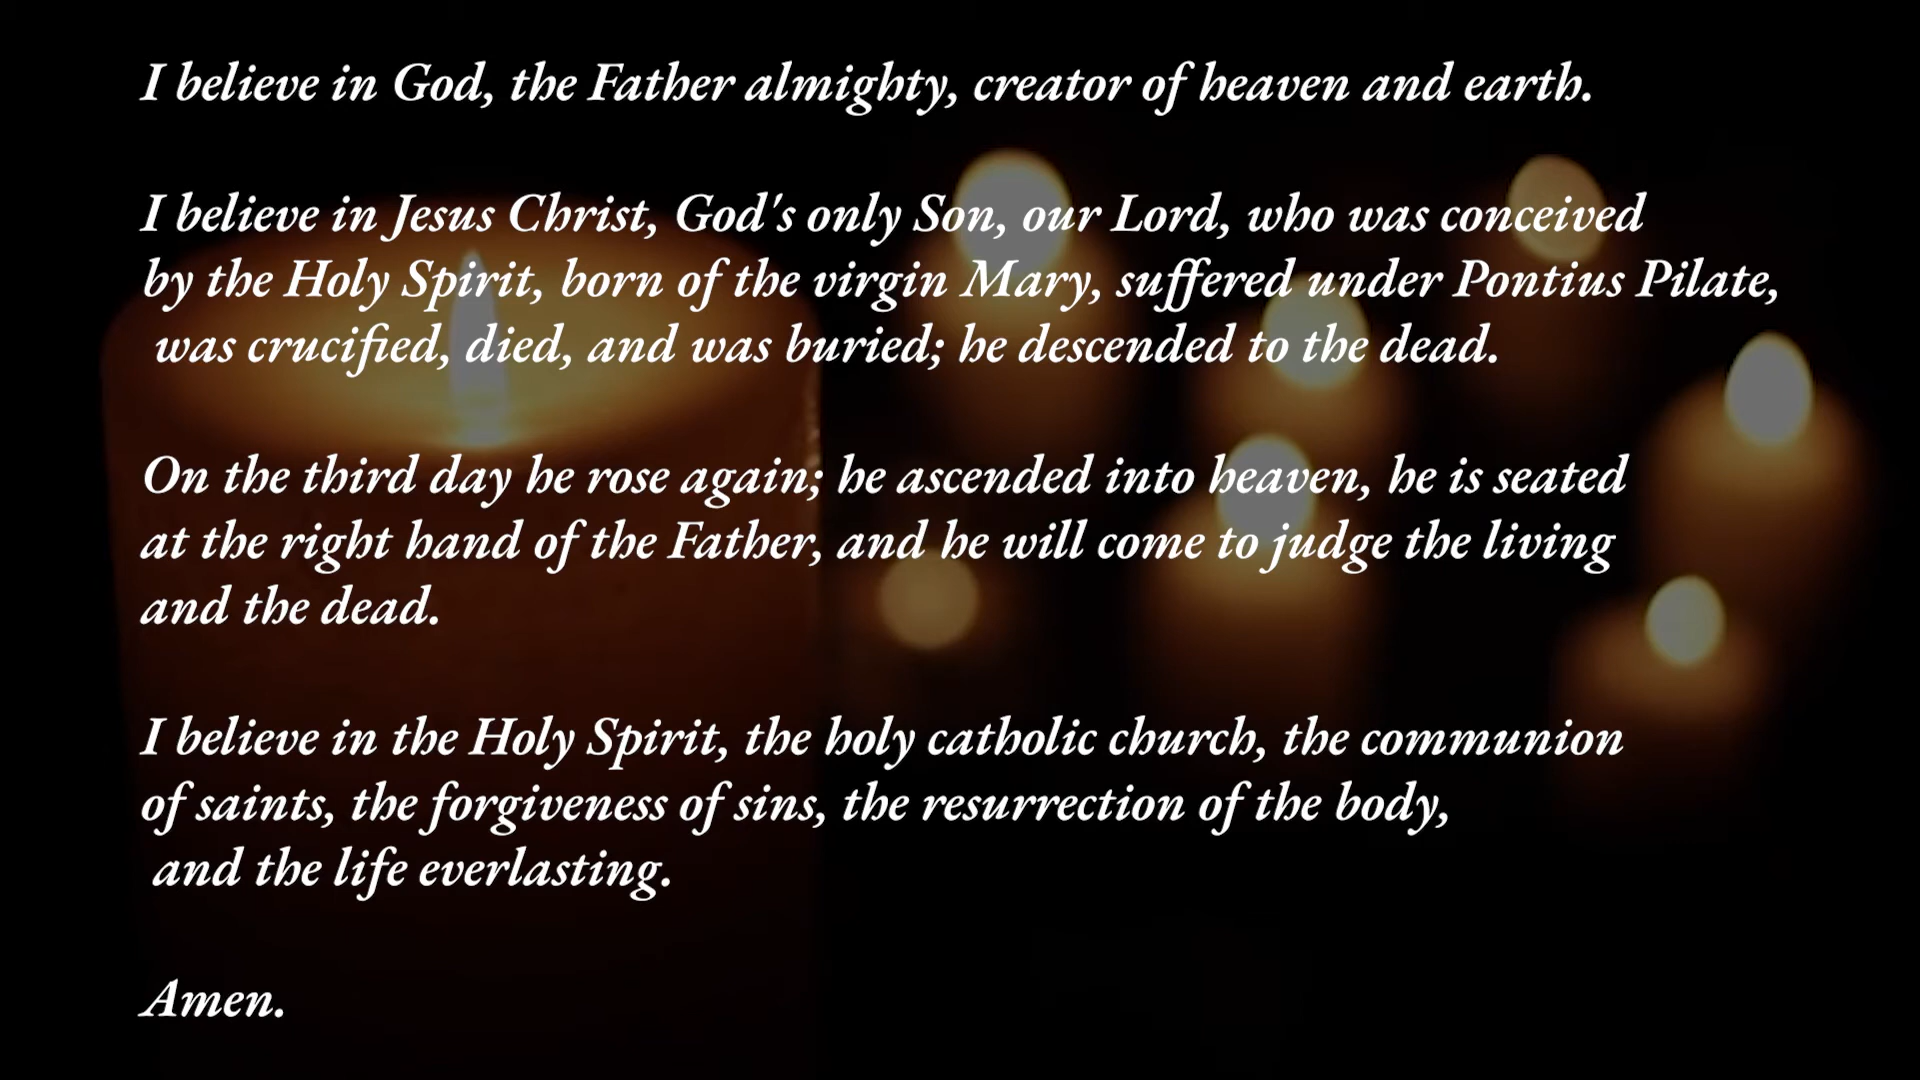 I believe in God, the Father almighty, creator of heaven and earth.
I believe in Jesus Christ, God's only Son, our Lord, who was conceived
by the Holy Spirit, born of the virgin Mary, suffered under Pontius Pilate,
was crucified, died, and was buried; he descended to the dead.
On the third day he rose again; he ascended into heaven, he is seated
at the right hand of the Father, and he will come to judge the living
and the dead.
I believe in the Holy Spirit, the holy catholic church, the communion
of saints, the forgiveness of sins, the resurrection of the body,
and the life everlasting.
Amen.